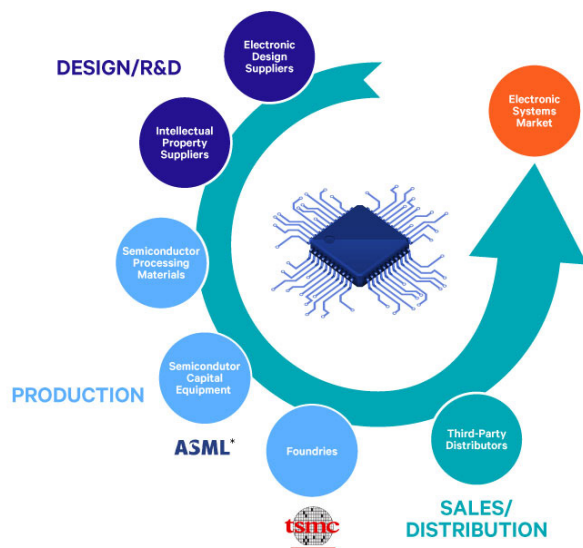 DESIGN/R&D
Electronic
Design
Suppliers
Intellectual
Property
Suppliers
Semiconductor
Processing
Materials
Semicondutor
Capital
Equipment
PRODUCTION
ASML*
Foundries
tsmc
Third-Party
Distributors
SALES/
DISTRIBUTION
Electronic
Systems
Market